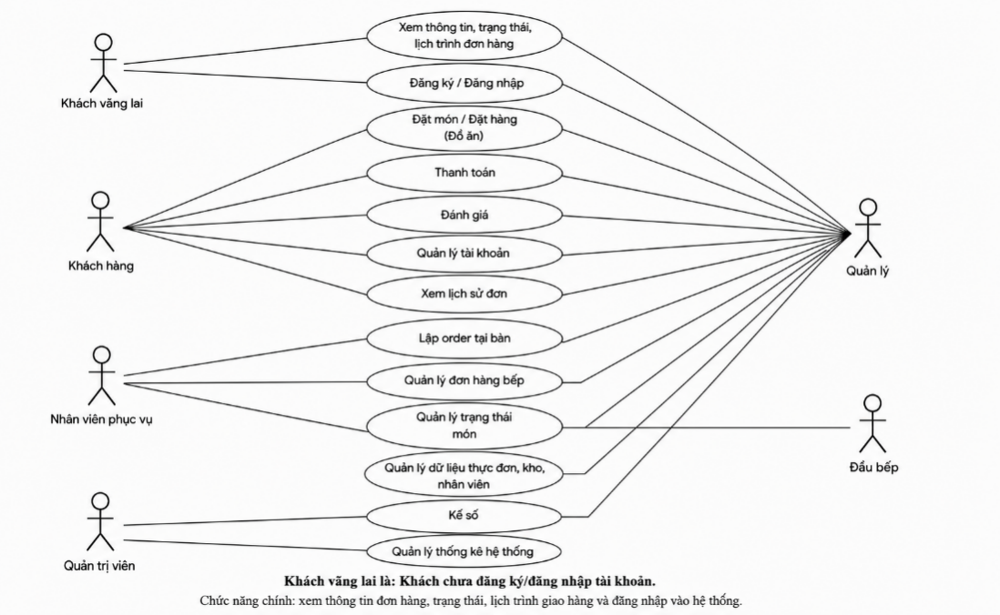 Khách vãng lai
Khách hàng
Nhân viên phục vụ
Quản trị viên
Xem thông tin, trạng thái,
lịch trình đơn hàng
Đăng ký / Đăng nhập
Đặt món / Đặt hàng
(Đồ ăn)
Thanh toán
Đánh giá
Quản lý tài khoản
Xem lịch sử đơn
Lập order tại bàn
Quản lý đơn hàng bếp
Quản lý trạng thái
món
Quản lý dữ liệu thực đơn, kho,
nhân viên
Kế số
Quản lý thống kê hệ thống
Quản lý
Đầu bếp
Khách vãng lai là: Khách chưa đăng ký/đăng nhập tài khoản.
Chức năng chính: xem thông tin đơn hàng, trạng thái, lịch trình giao hàng và đăng nhập vào hệ thống.